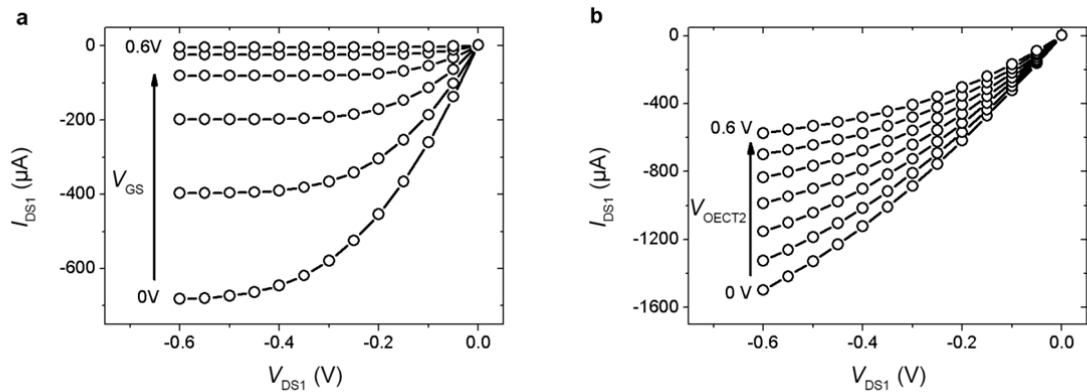 a
0
-200
-400
-600
I_DS1 (µA)
0.6V
V_GS
0V
-0.6
-0.4
-0.2
0.0
V_DS1 (V)
b
0
-400
-800
-1200
-1600
I_DS1 (µA)
0.6 V
V_OECT2
0 V
-0.6
-0.4
-0.2
0.0
V_DS1 (V)